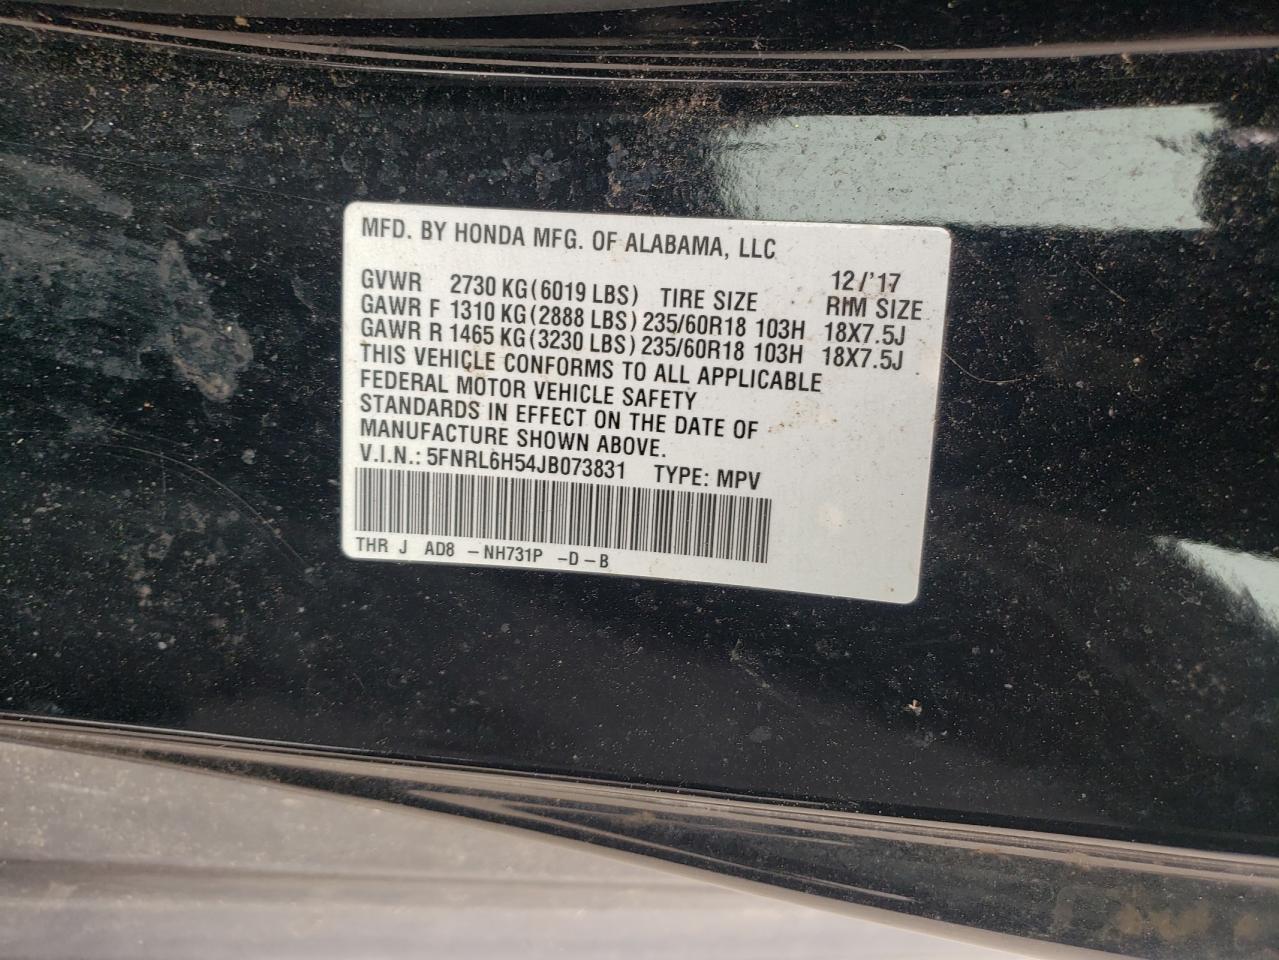 MFD. BY HONDA MFG. OF ALABAMA, LLC
12/'17
GVWR 2730 KG(6019 LBS) TIRE SIZE RIM SIZE
GAWR F 1310 KG(2888 LBS)235/60R18 103H 18X7.5J
GAWR R 1465 KG(3230 LBS)235/60R18 103H 18X7.5J
THIS VEHICLE CONFORMS TO ALL APPLICABLE
FEDERAL MOTOR VEHICLE SAFETY
STANDARDS IN EFFECT ON THE DATE OF
MANUFACTURE SHOWN ABOVE.
V.I.N.: 5FNRL6H54JB073831 TYPE: MPV
THR J AD8 –NH731P –D–B